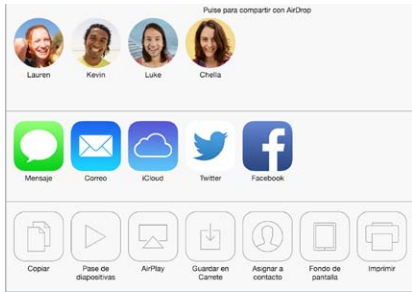 Pulse para compartir con AirDrop
Lauren Kevin Luke Chella
Mensaje Correo iCloud Twitter Facebook
Copiar Pase de diapositivas AirPlay Guardar en Carrete Asignar a contacto Fondo de pantalla Imprimir